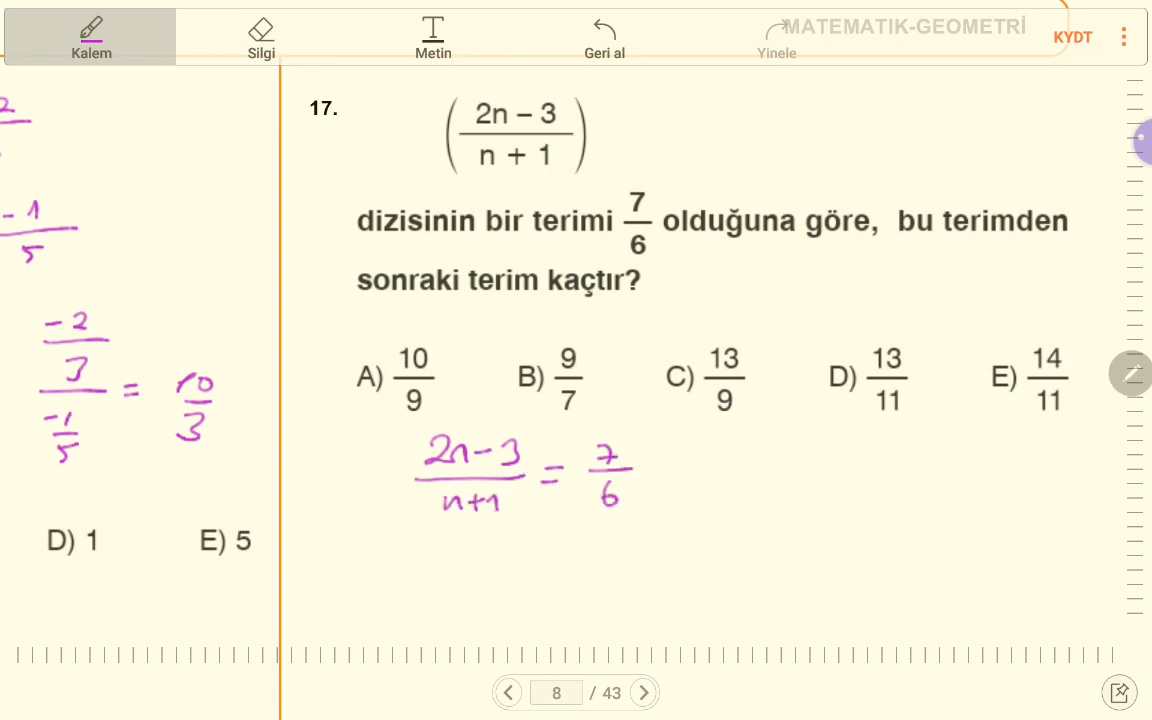 Kalem Silgi Metin Geri al Yinele MATEMATIK-GEOMETRİ KYDT
17. (2n – 3 / n + 1)
dizisinin bir terimi 7/6 olduğuna göre, bu terimden
sonraki terim kaçtır?
A) 10/9 B) 9/7 C) 13/9 D) 13/11 E) 14/11
2n-3 / n+1 = 7/6
2
-1 / 5
-2/3 / -1/5 = 10/3
D) 1 E) 5
8 / 43